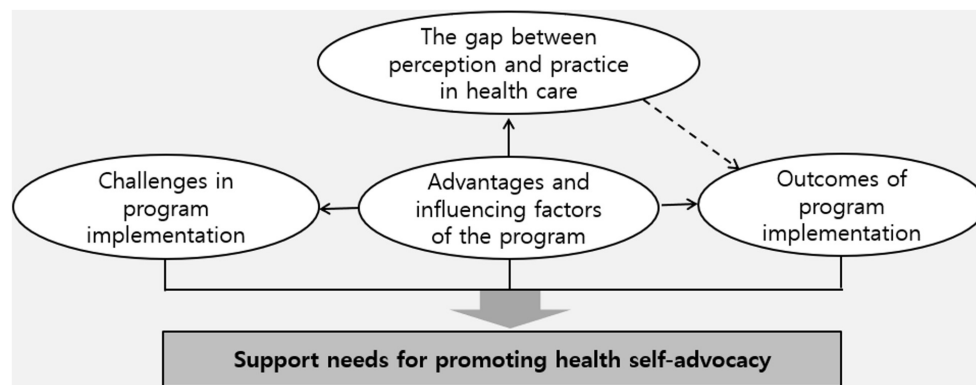 The gap between
perception and practice
in health care
Challenges in
program
implementation
Advantages and
influencing factors
of the program
Outcomes of
program
implementation
Support needs for promoting health self-advocacy